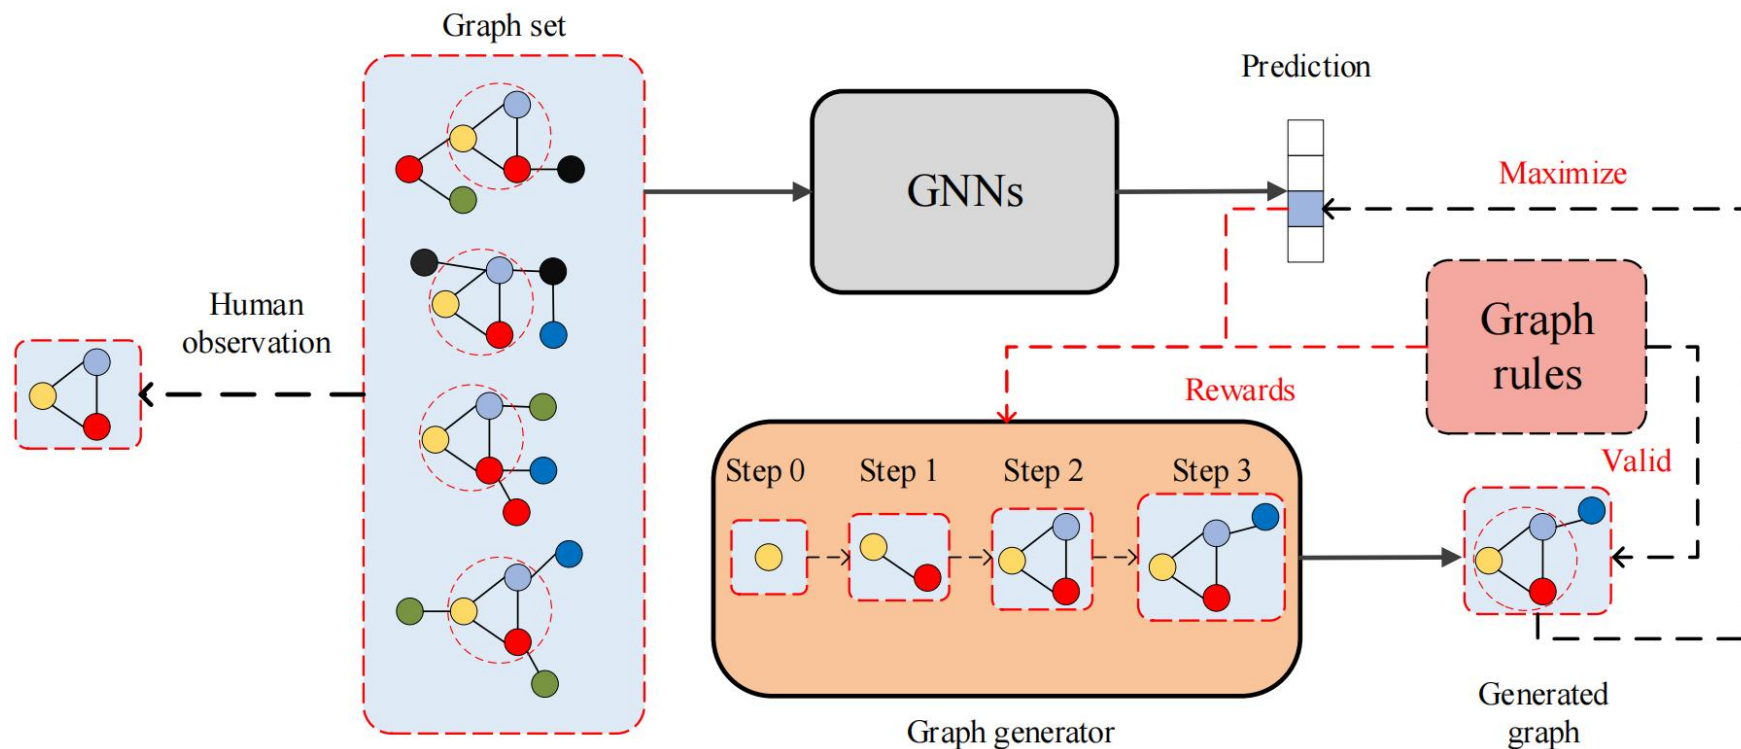 Graph set
Prediction
GNNs
Maximize
Human
observation
Graph
rules
Rewards
Valid
Step 0
Step 1
Step 2
Step 3
Generated
graph
Graph generator